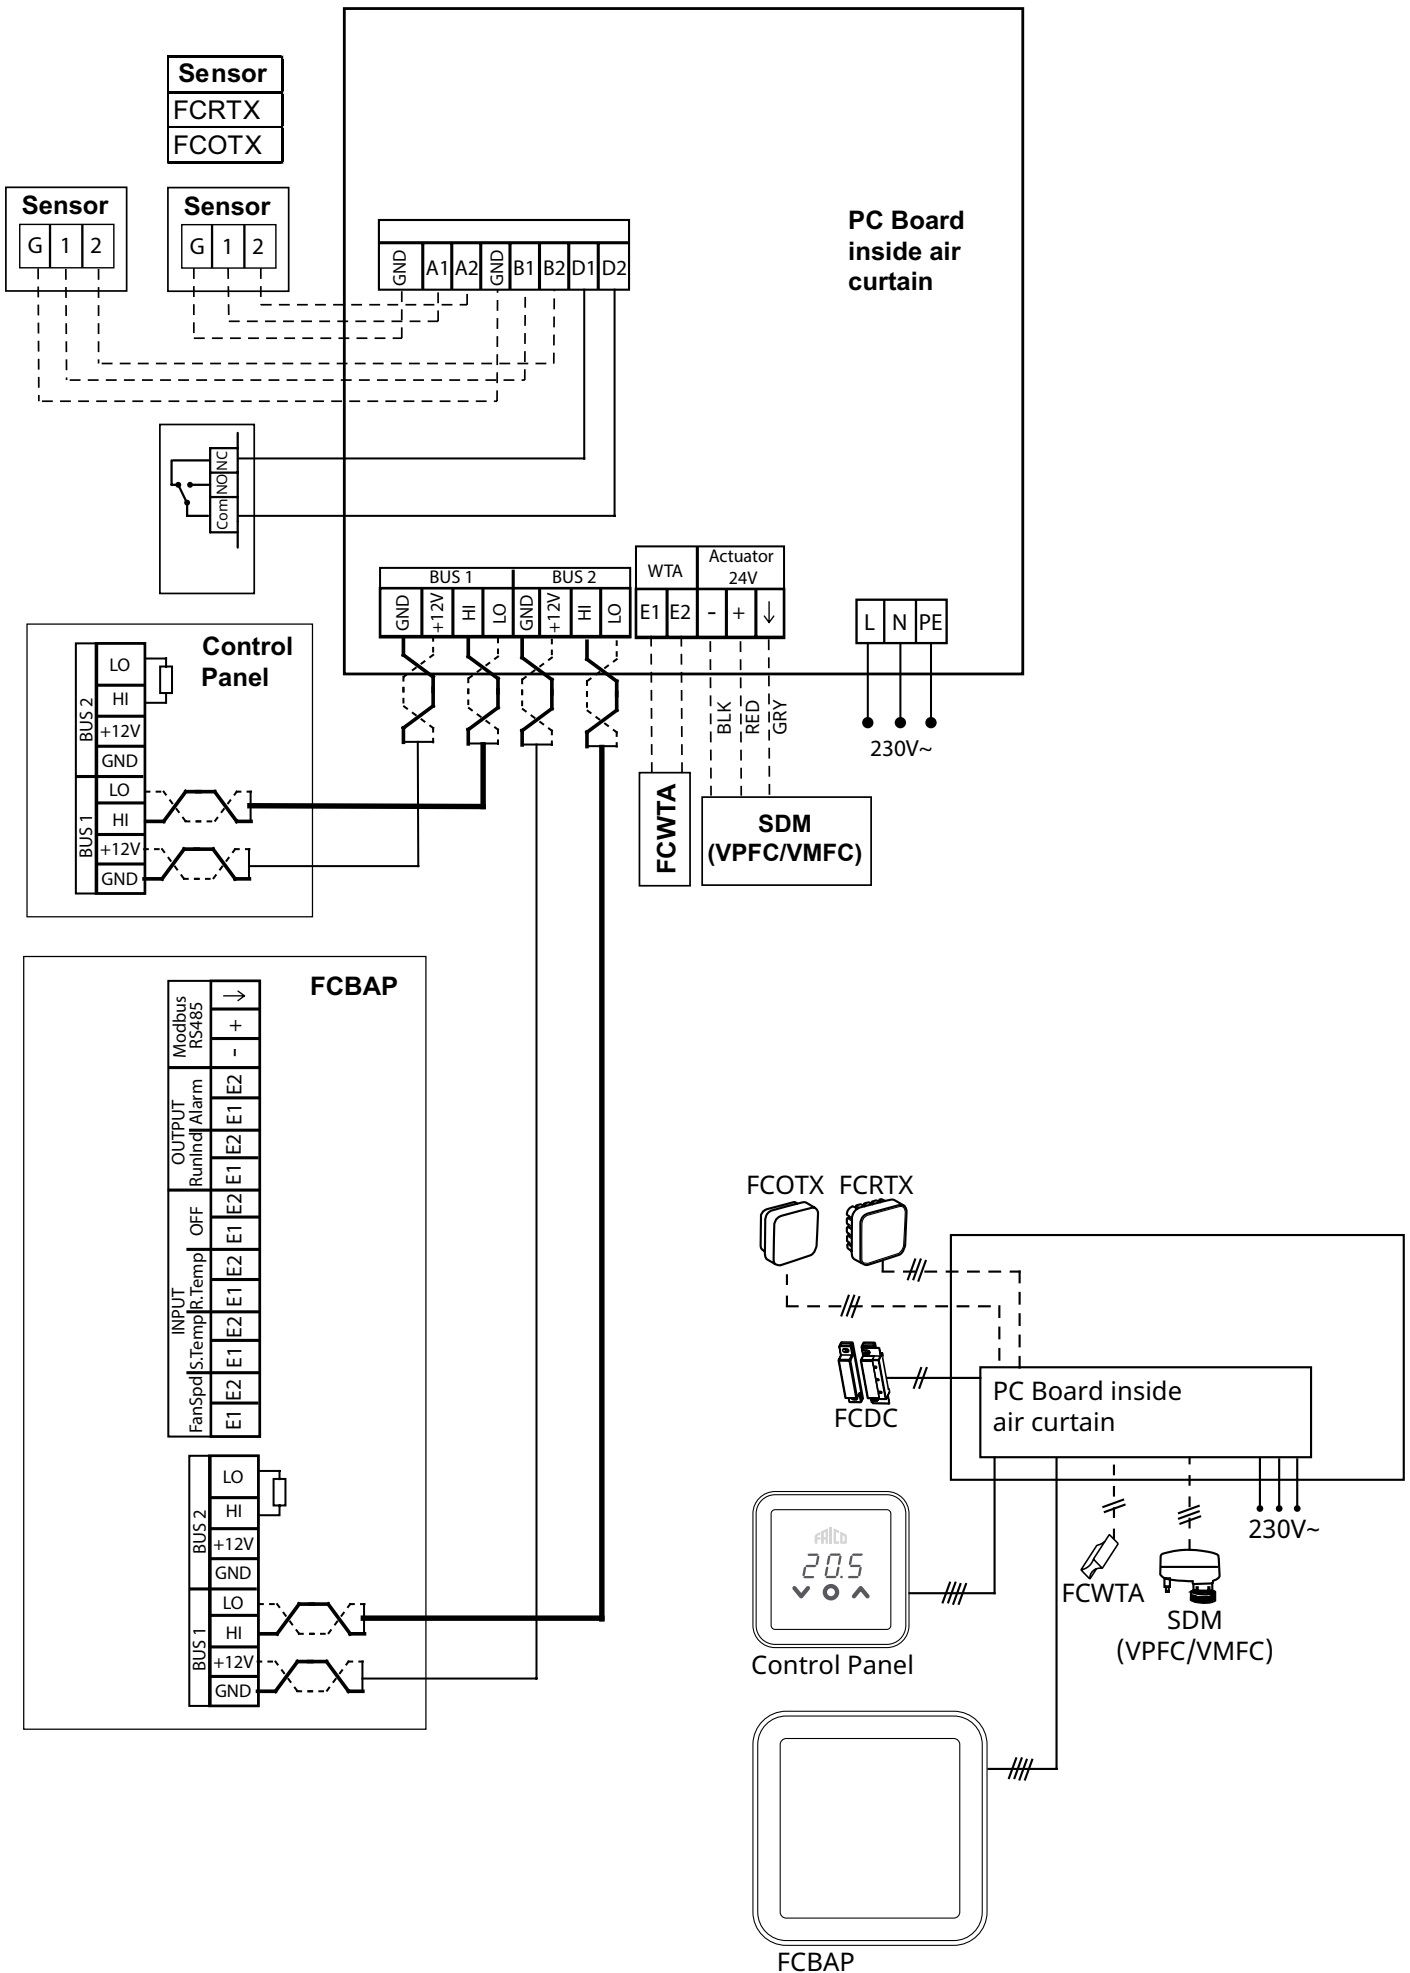 Sensor
FCRTX
FCOTX
Sensor
G 1 2
Sensor
G 1 2
GND A1 A2 GND B1 B2 D1 D2
PC Board
inside air
curtain
NC
NO
Com
BUS 1 BUS 2
GND +12V HI LO GND +12V HI LO
WTA
Actuator
24V
E1 E2 - + ↓
L N PE
BLK
RED
GRY
230V~
FCWTA
SDM
(VPFC/VMFC)
Control
Panel
BUS 2
LO
HI
+12V
GND
BUS 1
LO
HI
+12V
GND
FCBAP
Modbus
RS485
→
+
-
OUTPUT
Alarm
E2
E1
RunInd
E2
E1
INPUT
OFF
E2
E1
R.Temp
E2
E1
S.Temp
E2
E1
FanSpd
E2
E1
BUS 2
LO
HI
+12V
GND
BUS 1
LO
HI
+12V
GND
FCOTX FCRTX
FCDC
PC Board inside
air curtain
FRICO
20.5
Control Panel
FCWTA
SDM
(VPFC/VMFC)
230V~
FCBAP